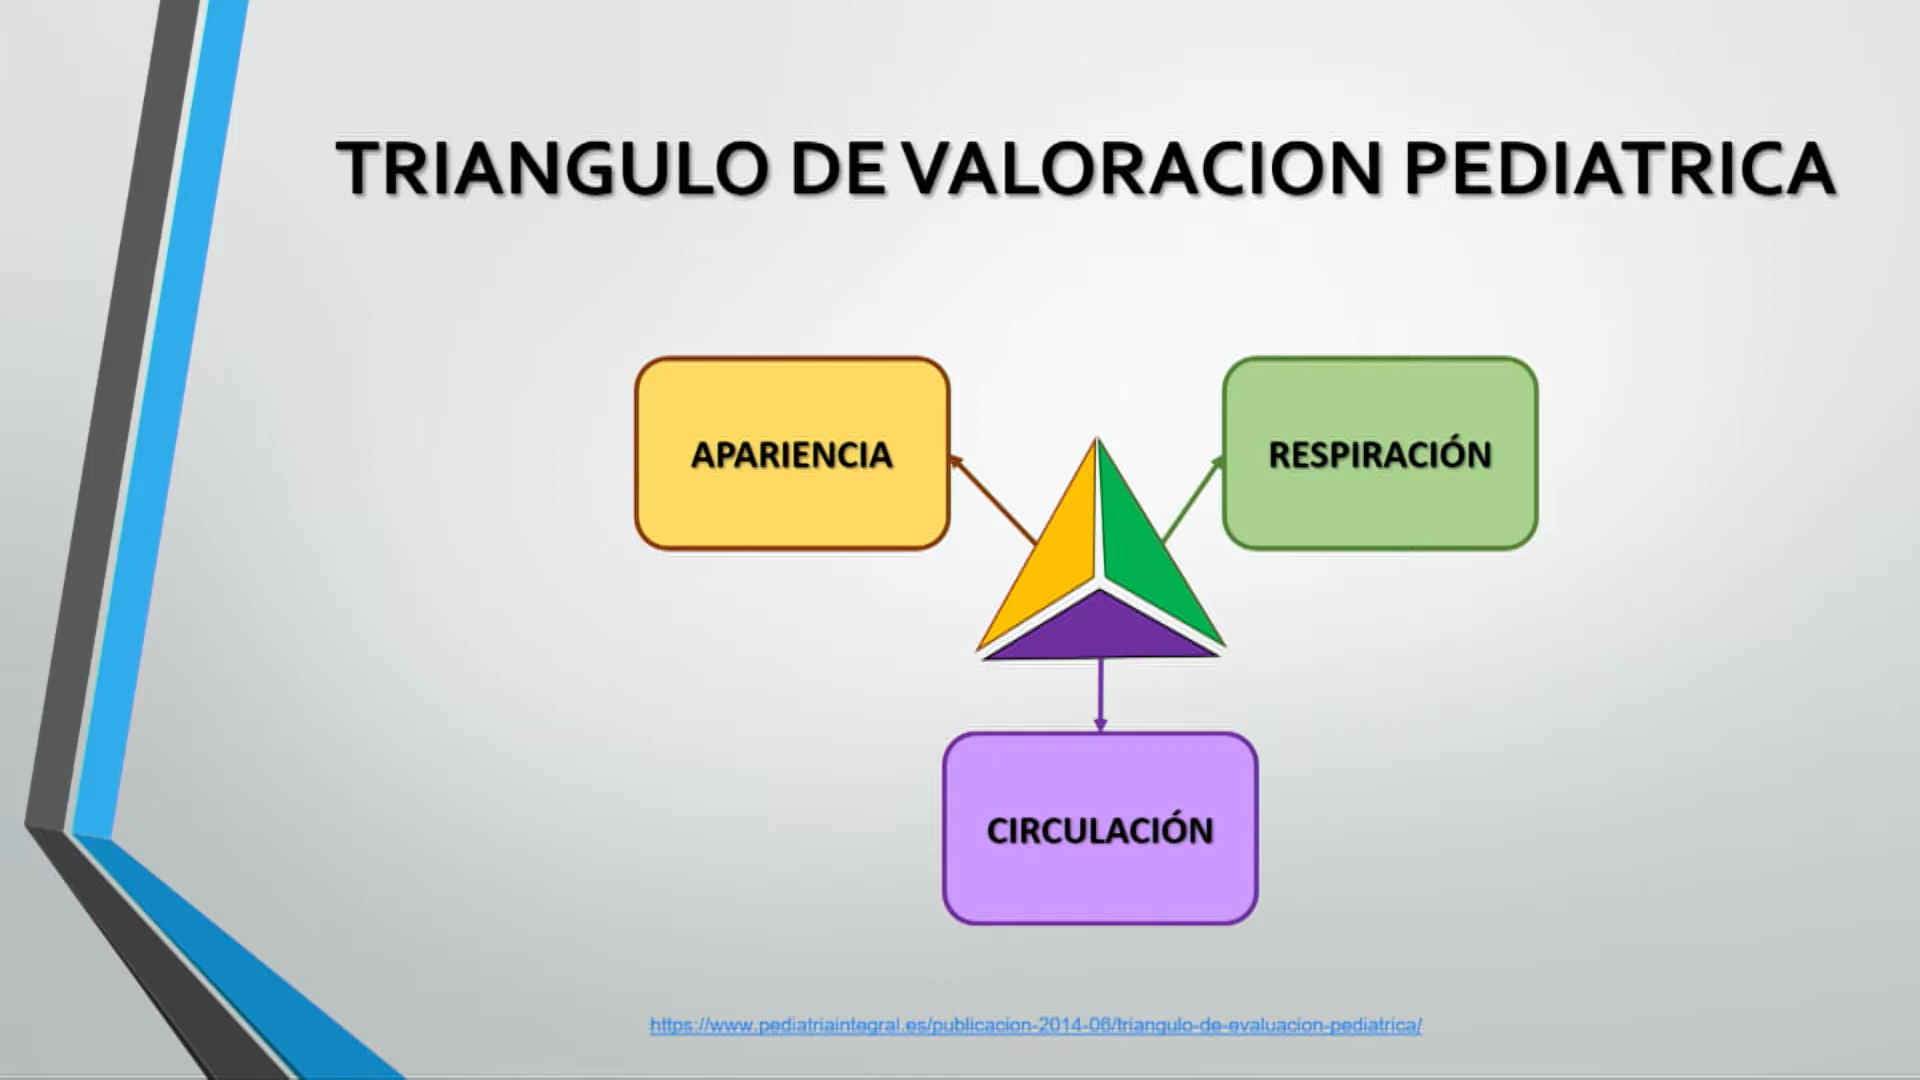 TRIANGULO DE VALORACION PEDIATRICA
APARIENCIA
RESPIRACIÓN
CIRCULACIÓN
https://www.pediatriaintegral.es/publicacion-2014-06/triangulo-de-evaluacion-pediatrica/